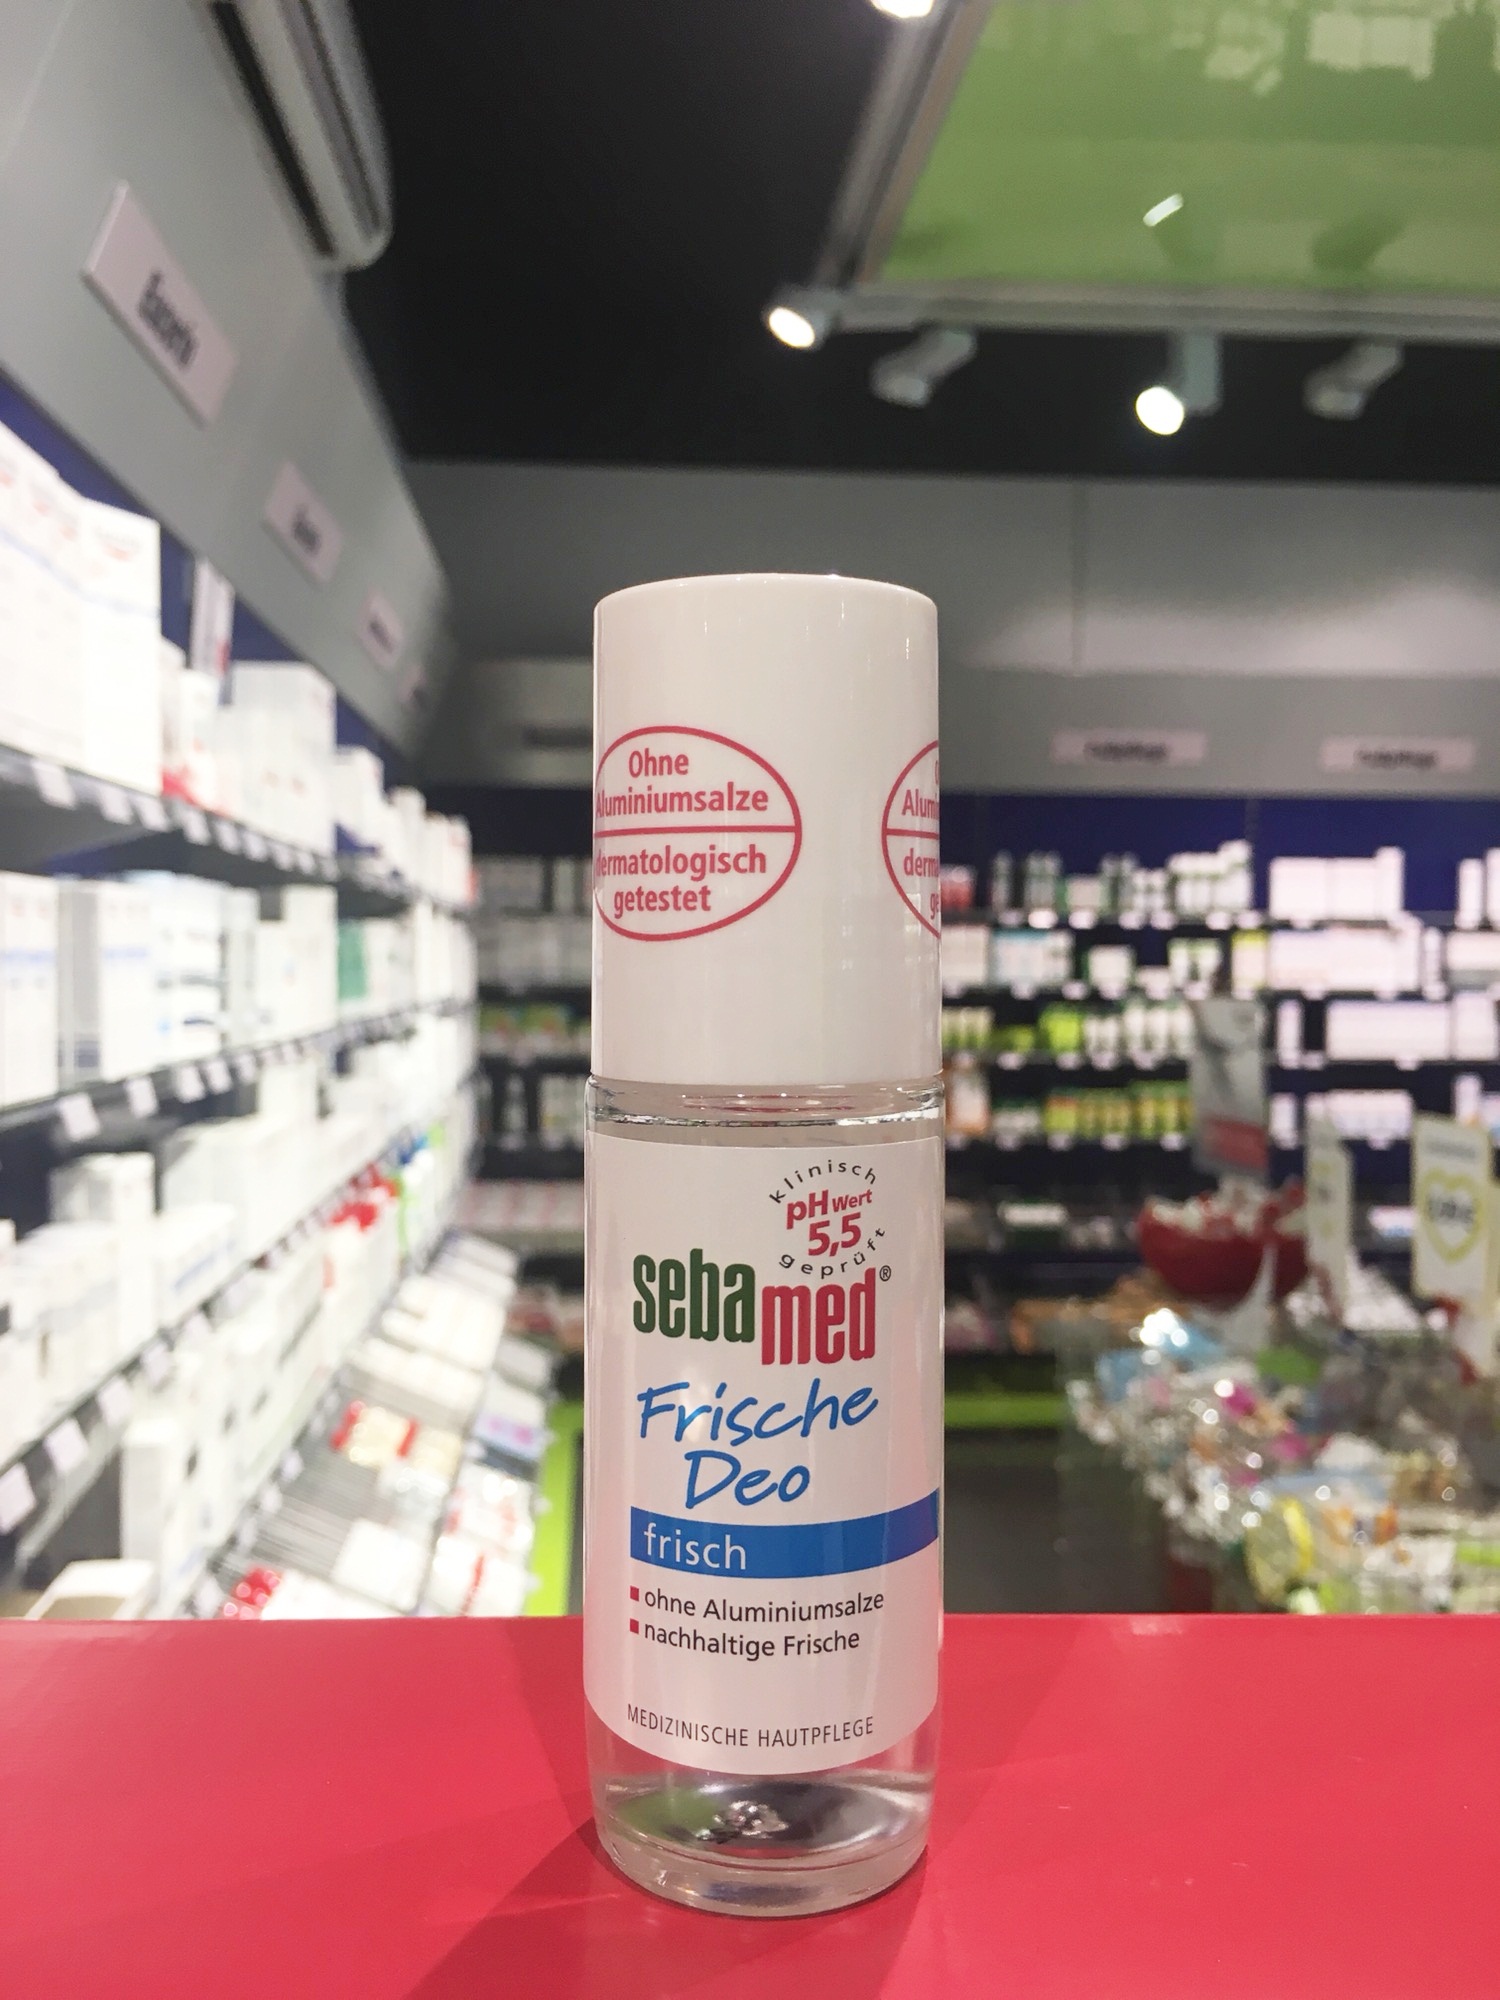 Ohne
Aluminiumsalze
dermatologisch
getestet
klinisch
pH Wert
5,5
geprüft
sebamed®
Frische
Deo
frisch
ohne Aluminiumsalze
nachhaltige Frische
MEDIZINISCHE HAUTPFLEGE